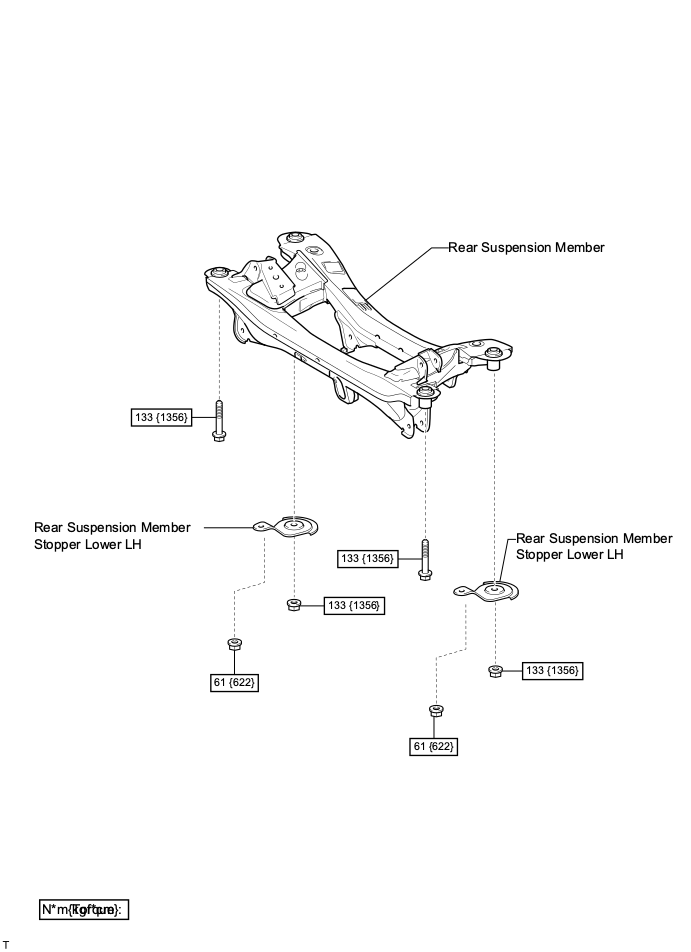 Rear Suspension Member
133 {1356}
Rear Suspension Member
Stopper Lower LH
Rear Suspension Member
Stopper Lower LH
133 {1356}
133 {1356}
133 {1356}
61 {622}
61 {622}
T